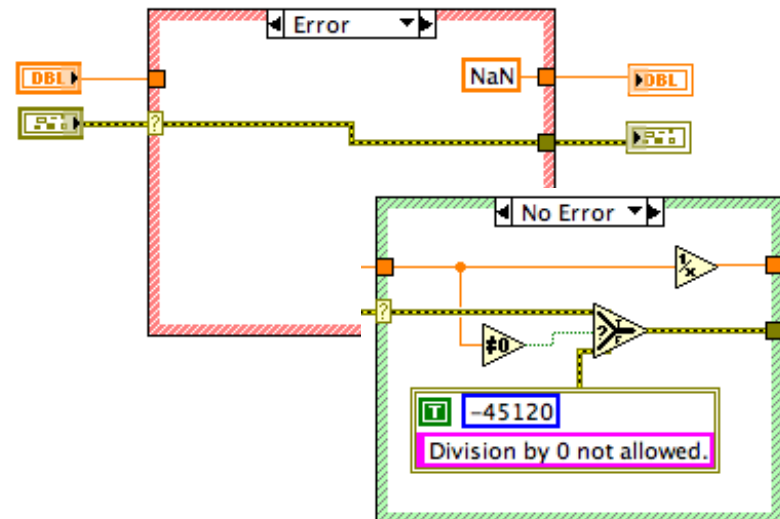 Error
DBL
NaN
DBL
?
No Error
1/x
?
T
?
F
≠0
T
-45120
Division by 0 not allowed.